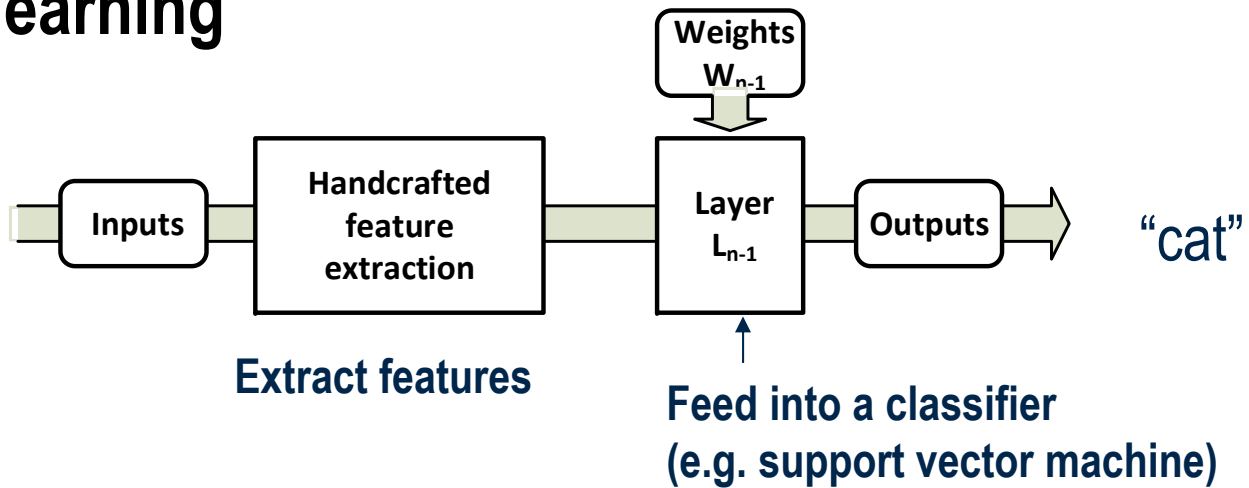 earning
Weights
Wn-1
Inputs
Handcrafted
feature
extraction
Layer
Ln-1
Outputs
“cat”
Extract features
Feed into a classifier
(e.g. support vector machine)